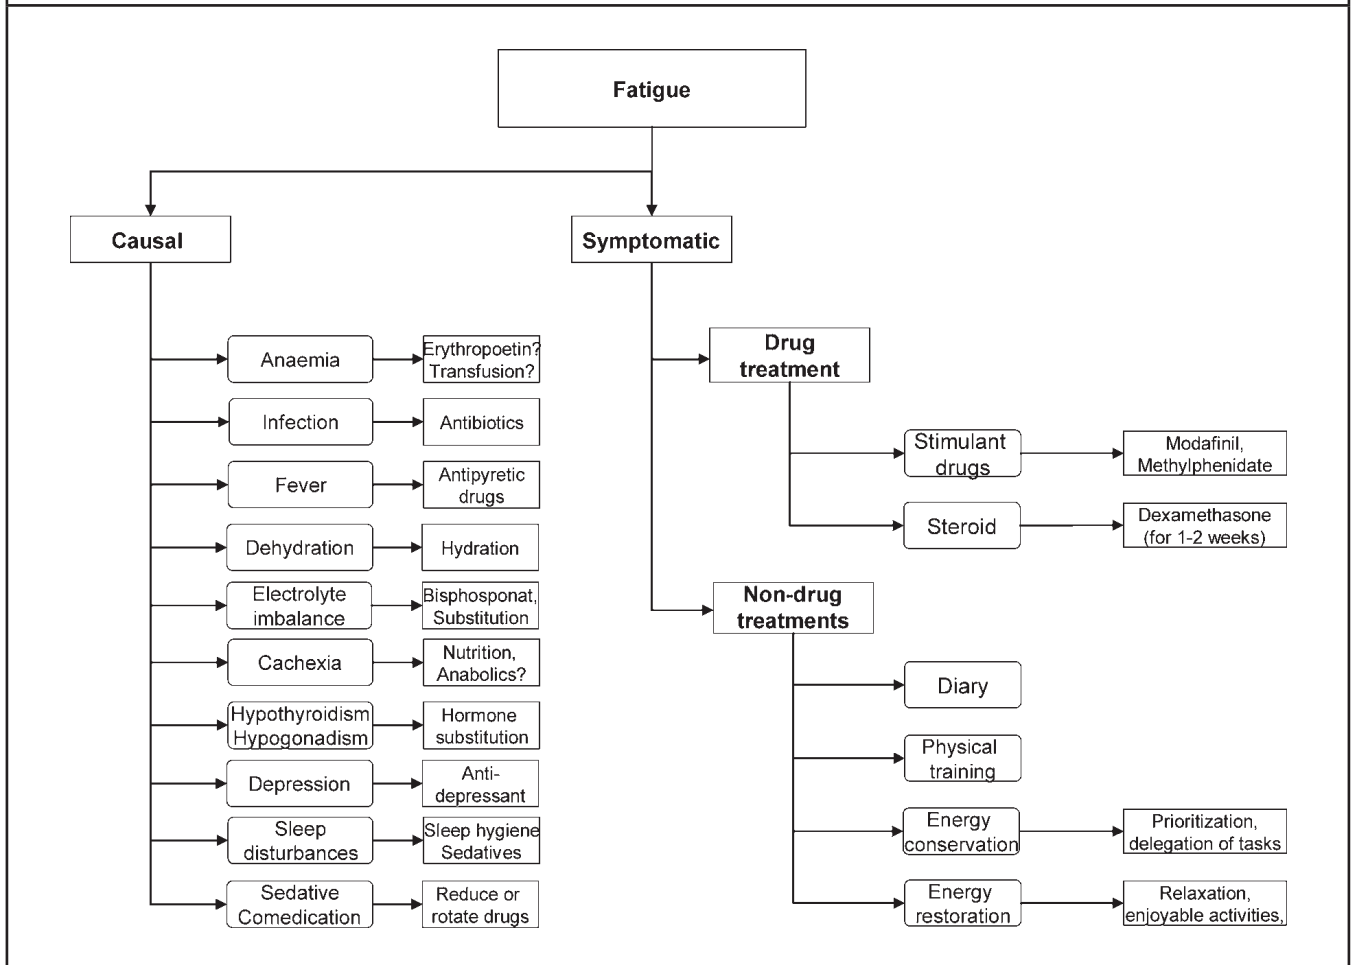 Fatigue
Causal
Symptomatic
Anaemia
Erythropoetin?
Transfusion?
Infection
Antibiotics
Fever
Antipyretic
drugs
Dehydration
Hydration
Electrolyte
imbalance
Bisphosponat,
Substitution
Cachexia
Nutrition,
Anabolics?
Hypothyroidism
Hypogonadism
Hormone
substitution
Depression
Anti-
depressant
Sleep
disturbances
Sleep hygiene
Sedatives
Sedative
Comedication
Reduce or
rotate drugs
Drug
treatment
Stimulant
drugs
Modafinil,
Methylphenidate
Steroid
Dexamethasone
(for 1-2 weeks)
Non-drug
treatments
Diary
Physical
training
Energy
conservation
Prioritization,
delegation of tasks
Energy
restoration
Relaxation,
enjoyable activities,